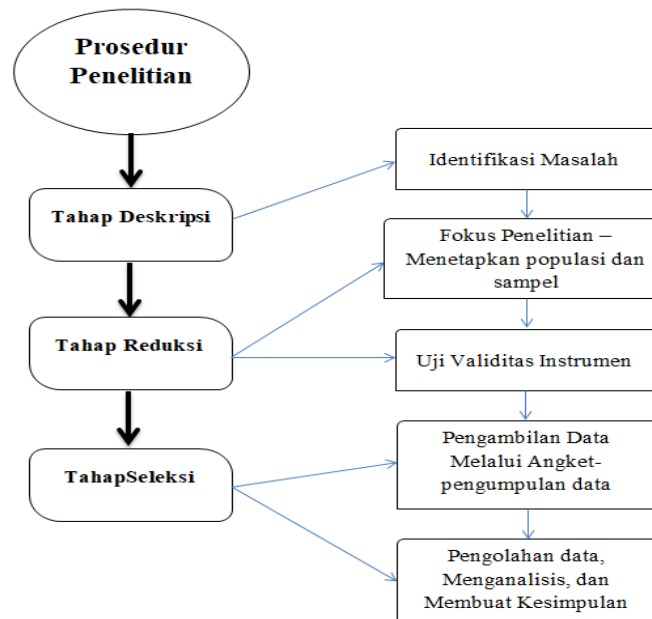 Prosedur
Penelitian
Tahap Deskripsi
Identifikasi Masalah
Fokus Penelitian –
Menetapkan populasi dan
sampel
Tahap Reduksi
Uji Validitas Instrumen
TahapSeleksi
Pengambilan Data
Melalui Angket-
pengumpulan data
Pengolahan data,
Menganalisis, dan
Membuat Kesimpulan